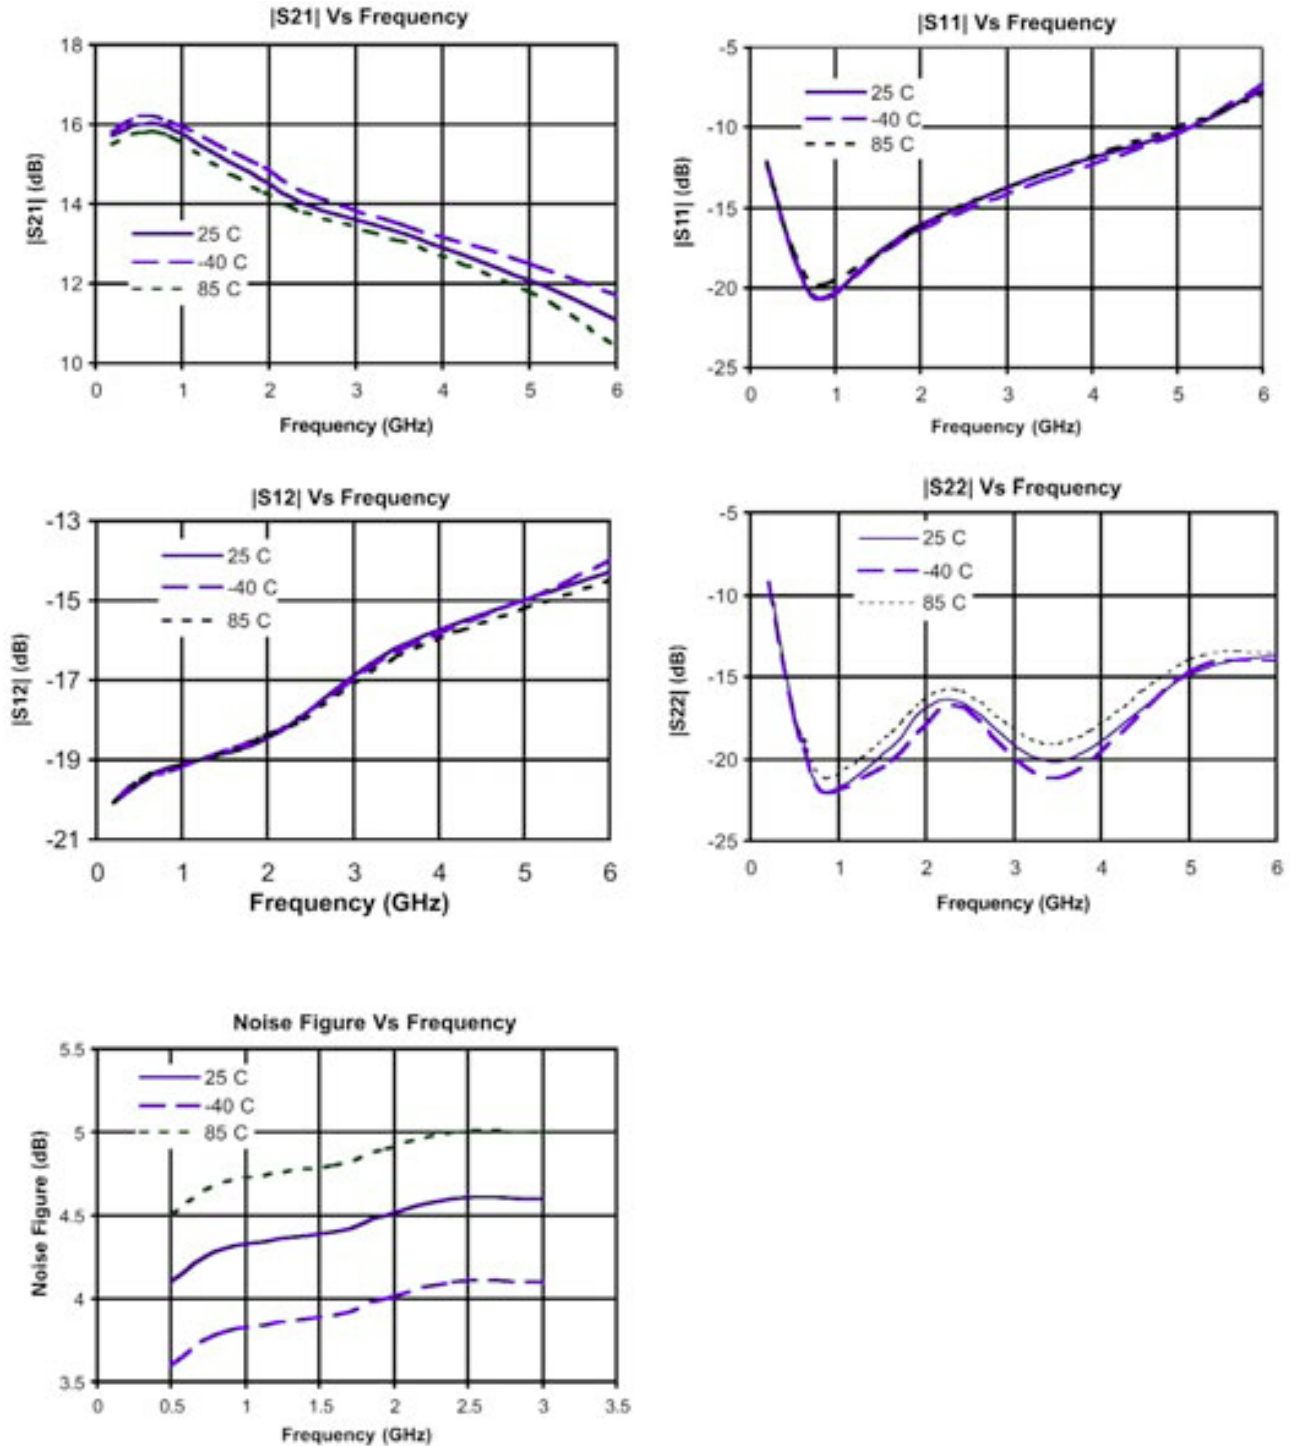 |S21| Vs Frequency
18
16
14
12
10
|S21| (dB)
25 C
-40 C
85 C
0 1 2 3 4 5 6
Frequency (GHz)
|S11| Vs Frequency
-5
-10
-15
-20
-25
|S11| (dB)
25 C
-40 C
85 C
0 1 2 3 4 5 6
Frequency (GHz)
|S12| Vs Frequency
-13
-15
-17
-19
-21
|S12| (dB)
25 C
-40 C
85 C
0 1 2 3 4 5 6
Frequency (GHz)
|S22| Vs Frequency
-5
-10
-15
-20
-25
|S22| (dB)
25 C
-40 C
85 C
0 1 2 3 4 5 6
Frequency (GHz)
Noise Figure Vs Frequency
5.5
5
4.5
4
3.5
Noise Figure (dB)
25 C
-40 C
85 C
0 0.5 1 1.5 2 2.5 3 3.5
Frequency (GHz)